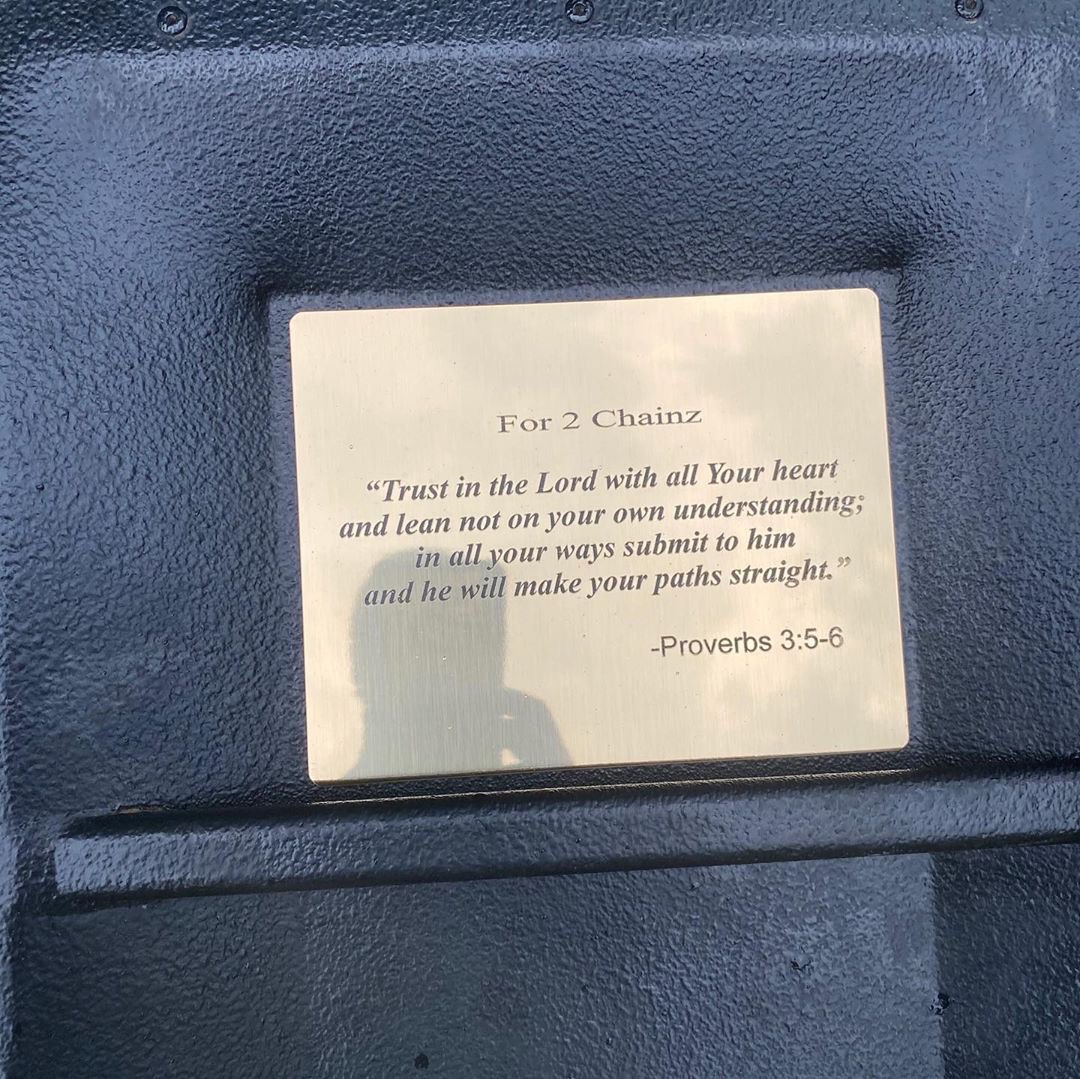 For 2 Chainz
“Trust in the Lord with all Your heart
and lean not on your own understanding;
in all your ways submit to him
and he will make your paths straight.”
-Proverbs 3:5-6